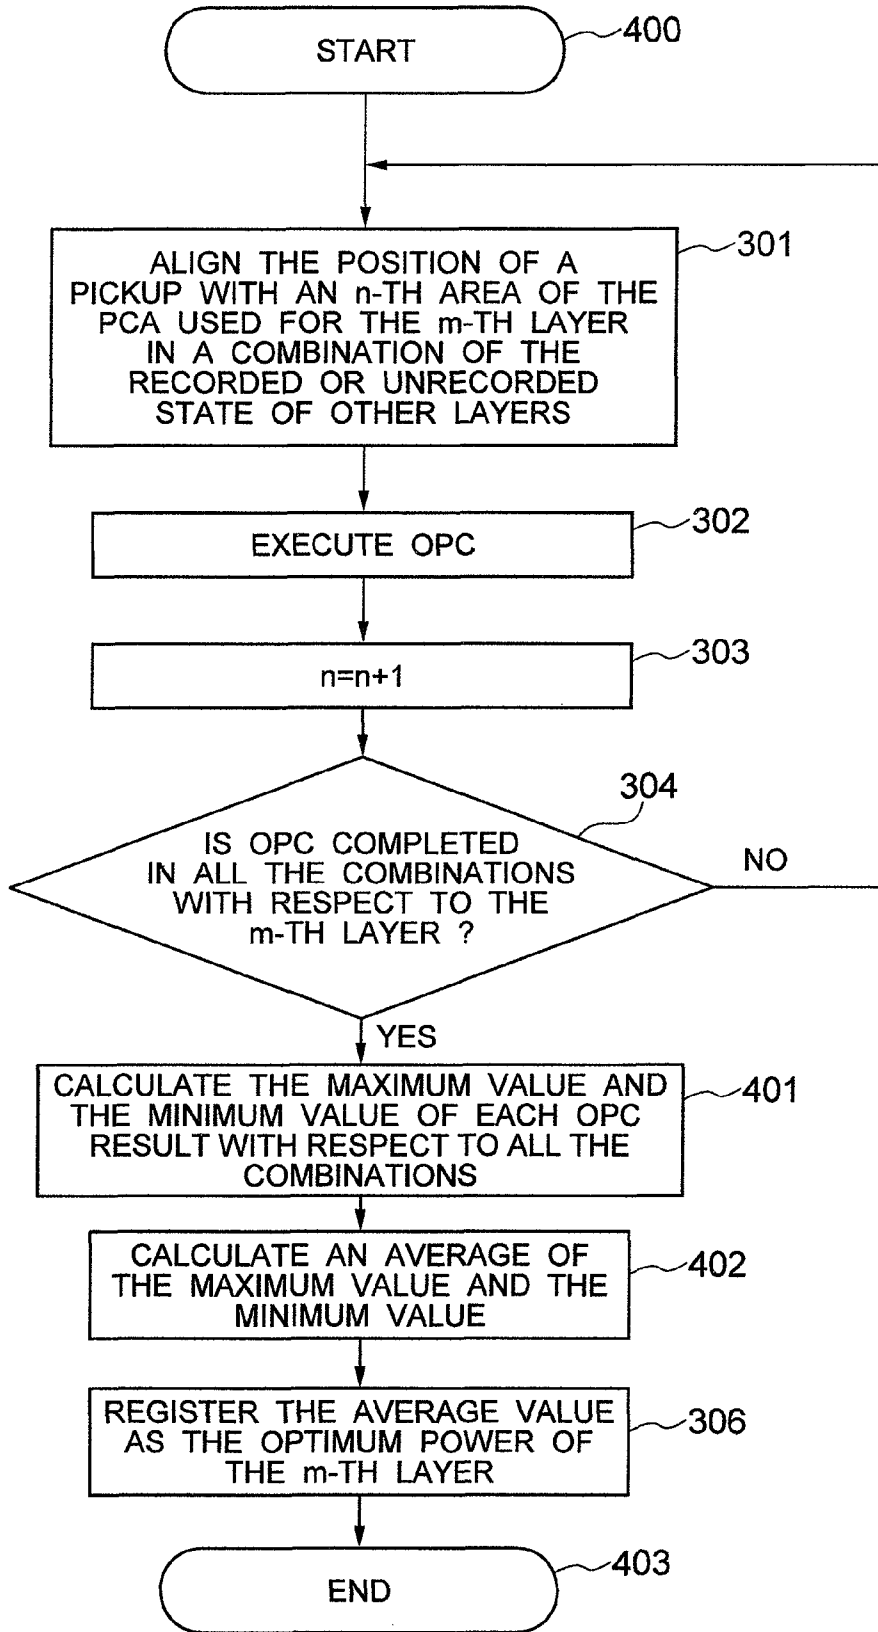 START
400
301
ALIGN THE POSITION OF A
PICKUP WITH AN n-TH AREA OF THE
PCA USED FOR THE m-TH LAYER
IN A COMBINATION OF THE
RECORDED OR UNRECORDED
STATE OF OTHER LAYERS
302
EXECUTE OPC
303
n=n+1
304
IS OPC COMPLETED
IN ALL THE COMBINATIONS
WITH RESPECT TO THE
m-TH LAYER ?
NO
YES
401
CALCULATE THE MAXIMUM VALUE AND
THE MINIMUM VALUE OF EACH OPC
RESULT WITH RESPECT TO ALL THE
COMBINATIONS
402
CALCULATE AN AVERAGE OF
THE MAXIMUM VALUE AND THE
MINIMUM VALUE
306
REGISTER THE AVERAGE VALUE
AS THE OPTIMUM POWER OF
THE m-TH LAYER
403
END